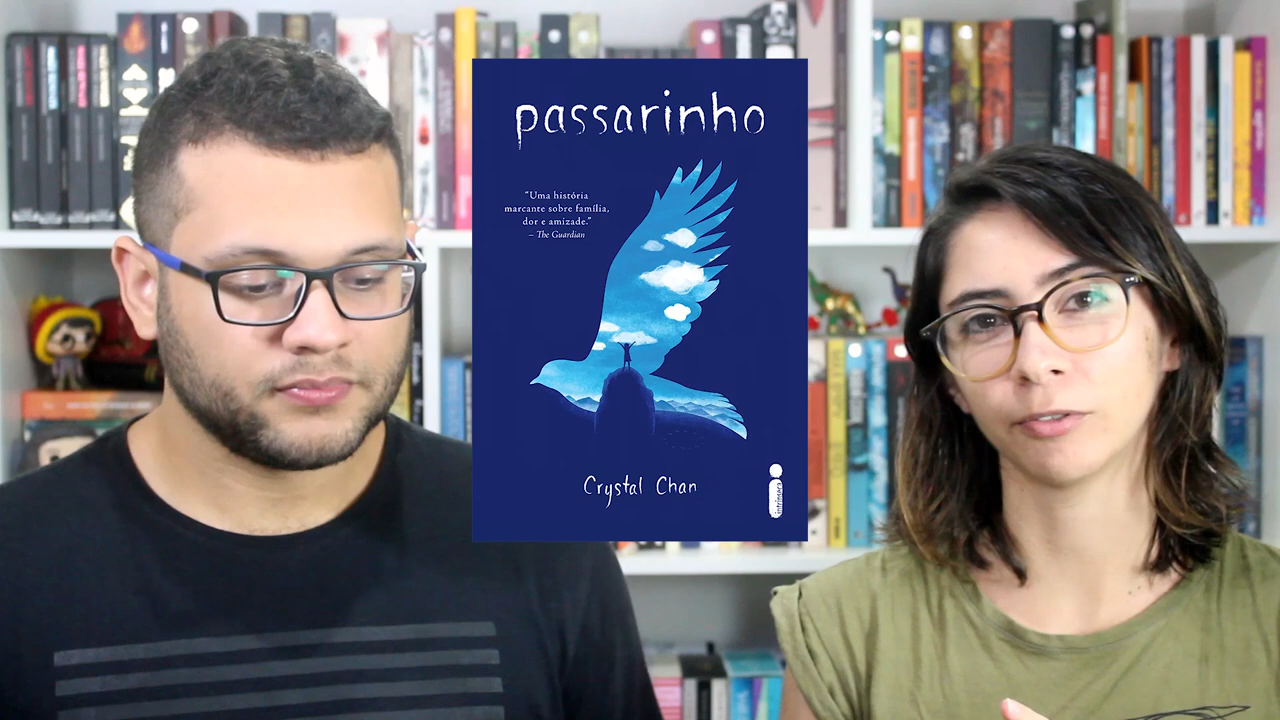 passarinho
“Uma história
marcante sobre família,
dor e amizade.”
– The Guardian
Crystal Chan
intrínseca